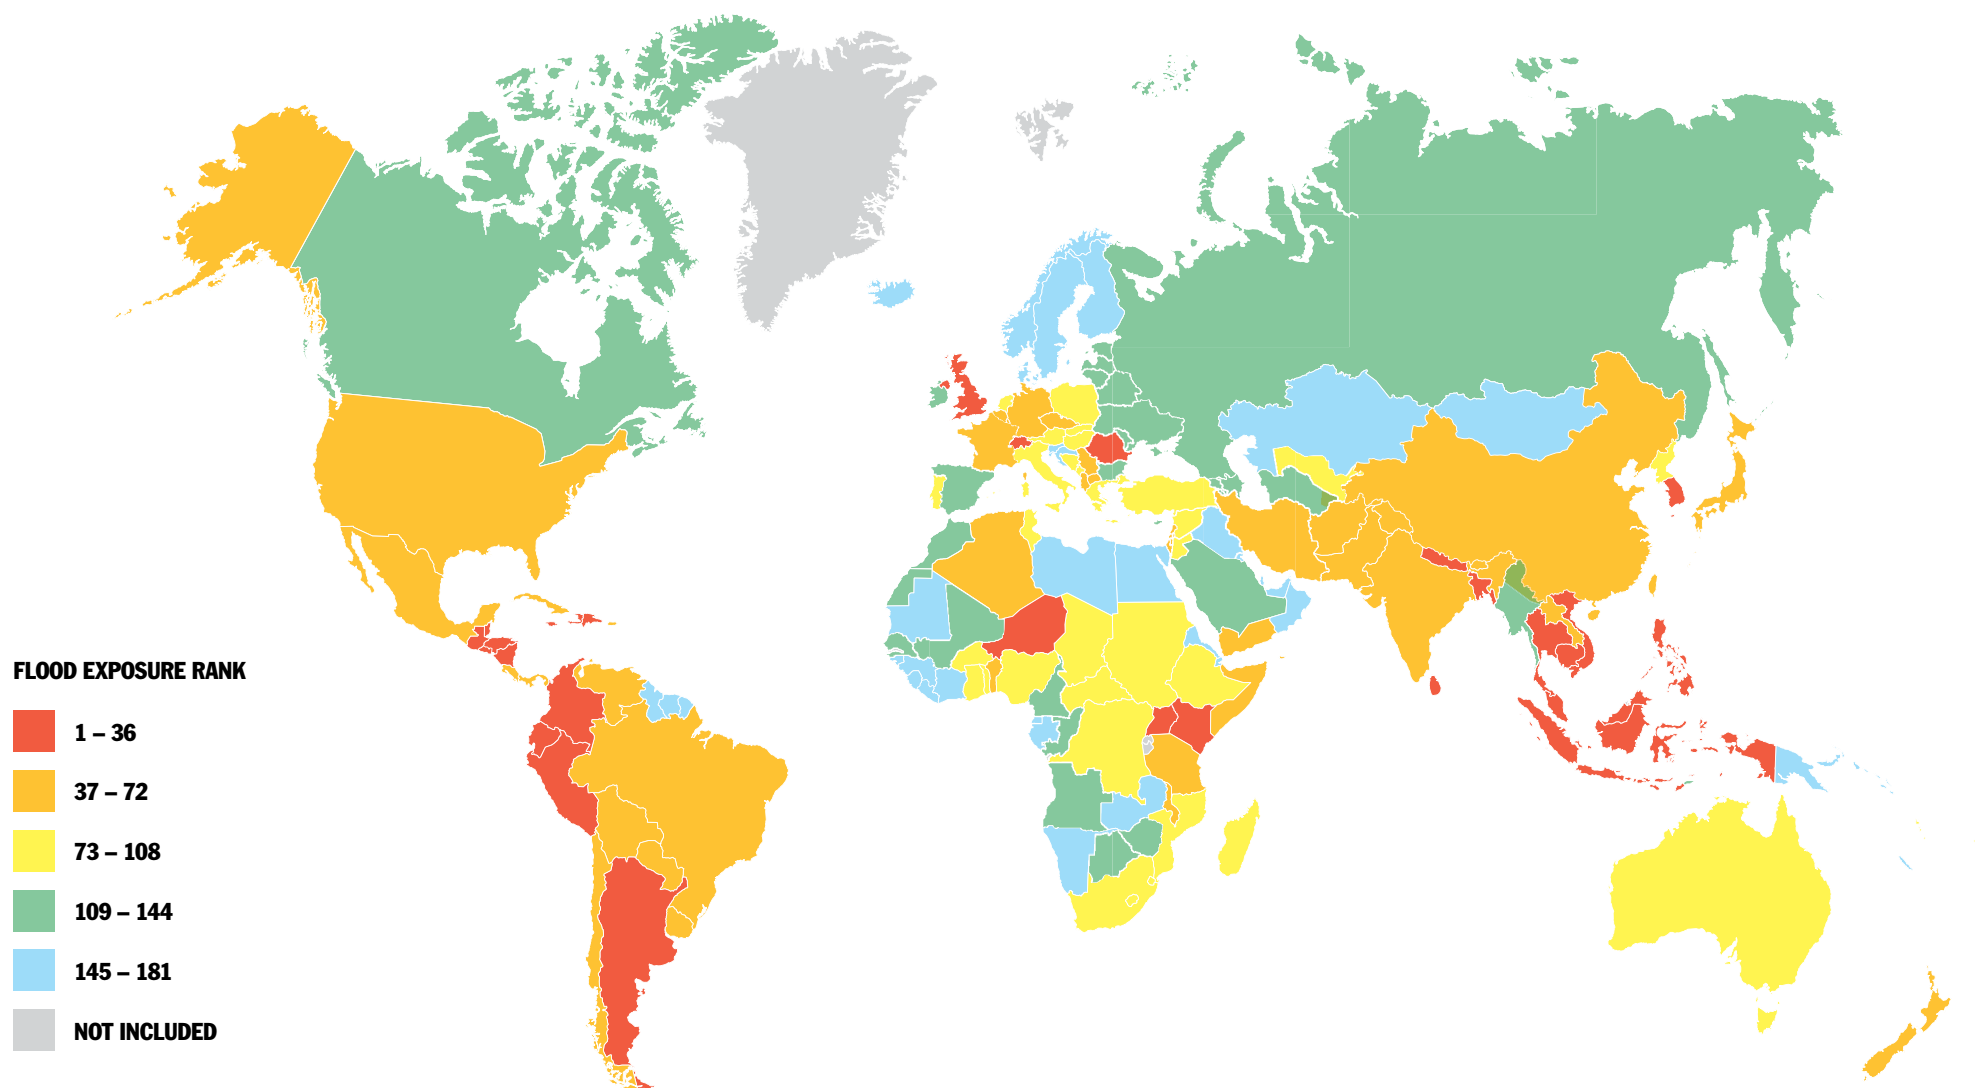 FLOOD EXPOSURE RANK
1 – 36
37 – 72
73 – 108
109 – 144
145 – 181
NOT INCLUDED